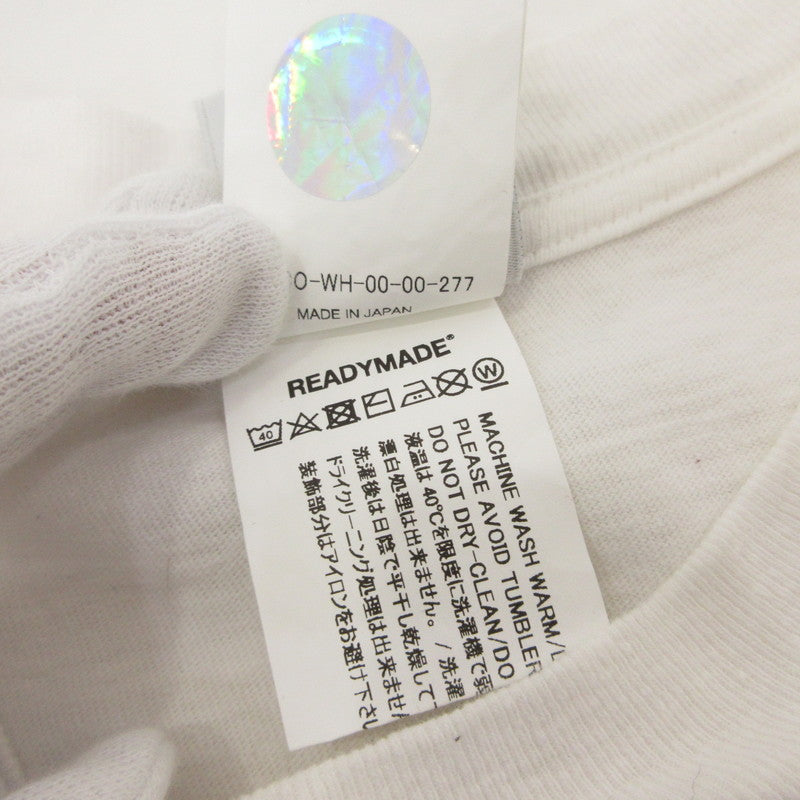 O-WH-00-00-277
MADE IN JAPAN
READYMADE®
40
W
MACHINE WASH WARM/
PLEASE AVOID TUMBLER
DO NOT DRY-CLEAN/DO
液温は 40℃を限度に洗濯機で弱
漂白処理は出来ません。 / 洗濯
洗濯後は日陰で平干し乾燥して
ドライクリーニング処理は出来ませ
装飾部分はアイロンをお避け下さい